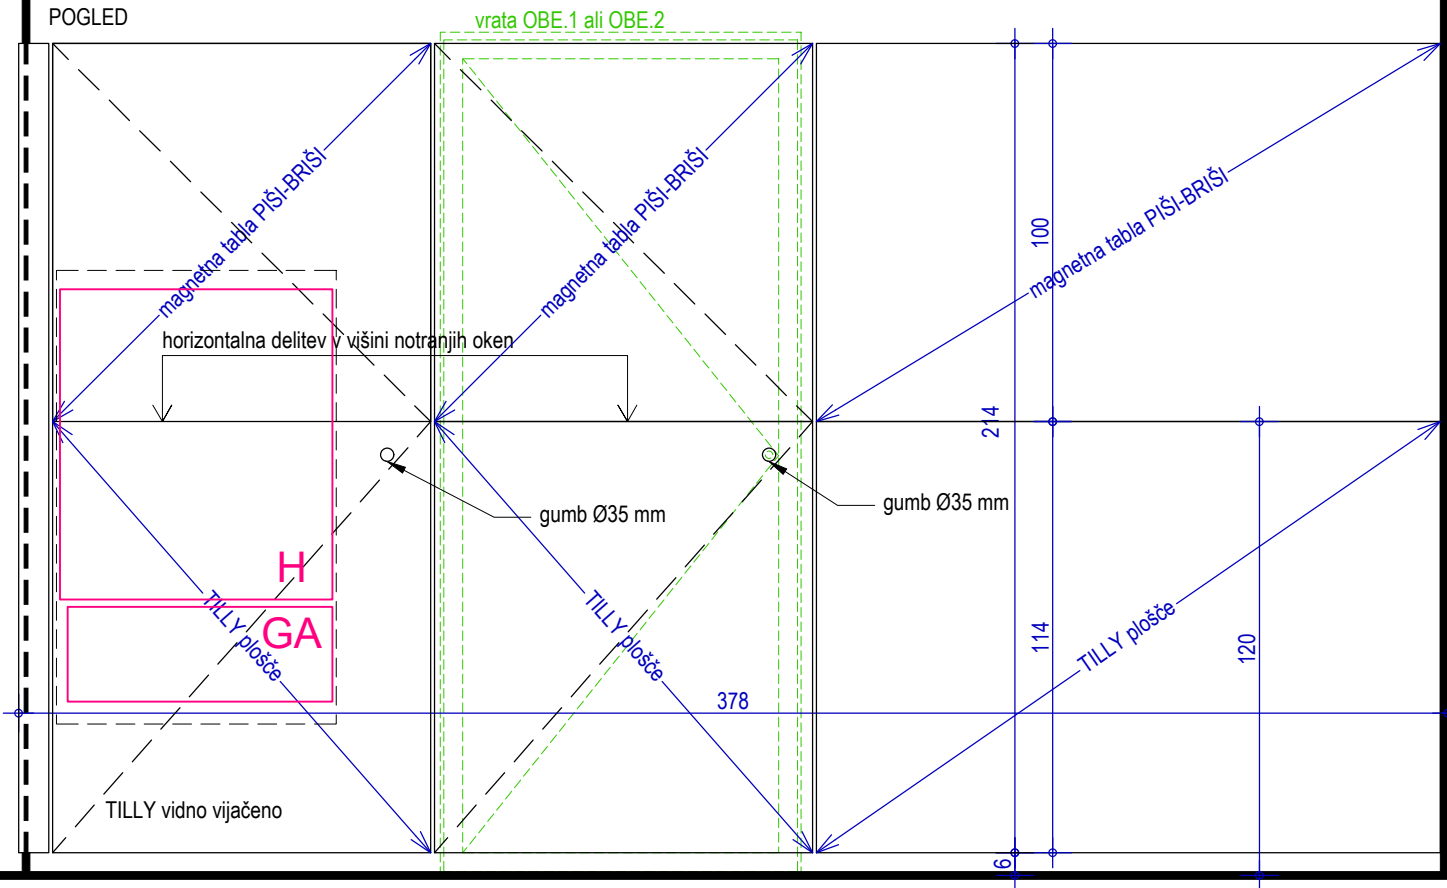 POGLED
vrata OBE.1 ali OBE.2
magnetna tabla PIŠI-BRIŠI
magnetna tabla PIŠI-BRIŠI
magnetna tabla PIŠI-BRIŠI
100
horizontalna delitev v višini notranjih oken
214
gumb Ø35 mm
gumb Ø35 mm
H
GA
TILLY plošče
TILLY plošče
TILLY plošče
114
120
378
TILLY vidno vijačeno
6